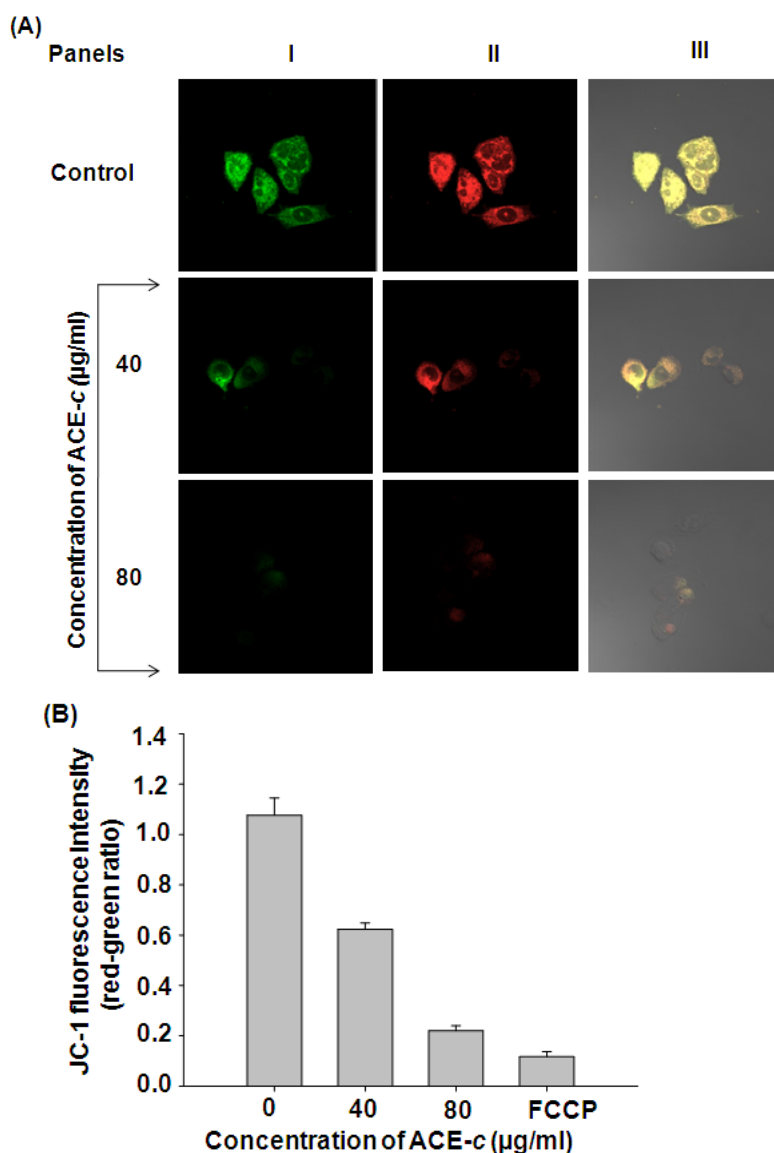 (A)
Panels I II III
Control
Concentration of ACE-c (µg/ml)
40
80
(B)
JC-1 fluorescence Intensity
(red-green ratio)
1.4
1.2
1.0
0.8
0.6
0.4
0.2
0.0
0 40 80 FCCP
Concentration of ACE-c (µg/ml)